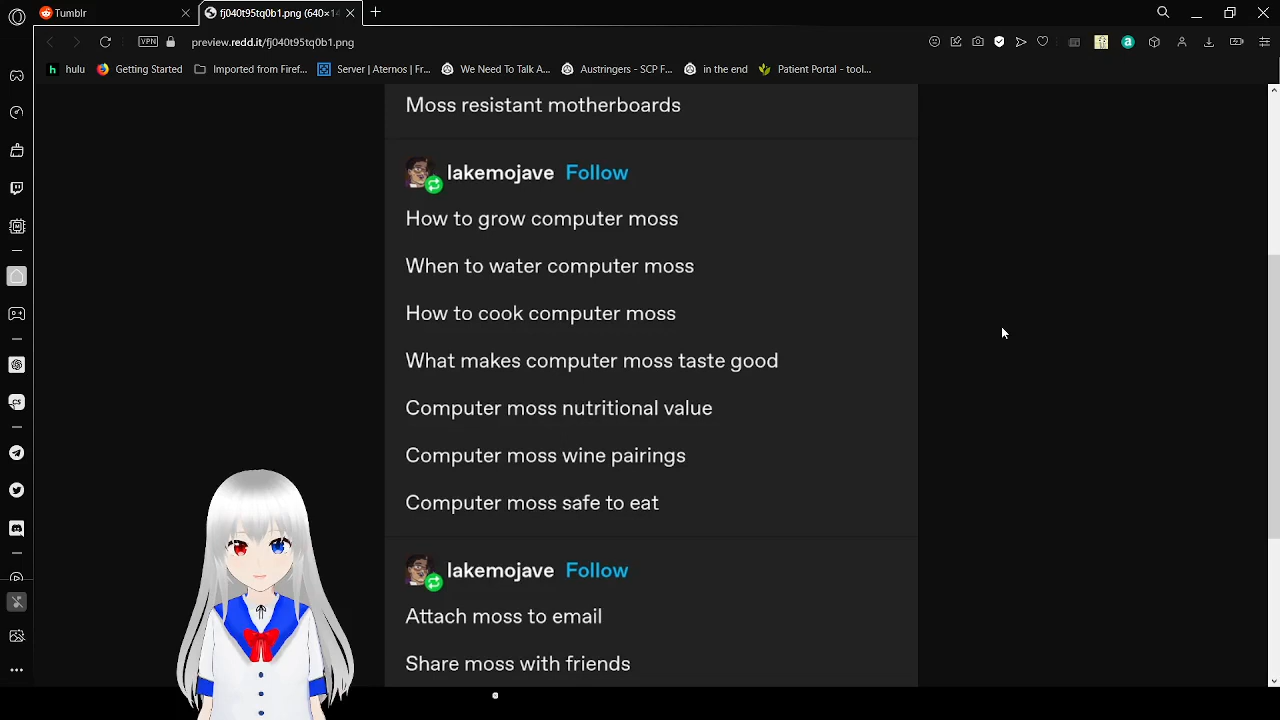 Tumblr
fj040t95tq0b1.png (640×14
VPN
preview.redd.it/fj040t95tq0b1.png
h hulu
Getting Started
Imported from Firef...
Server | Aternos | Fr...
We Need To Talk A...
Austringers - SCP F...
in the end
Patient Portal - tool...
Moss resistant motherboards
lakemojave Follow
How to grow computer moss
When to water computer moss
How to cook computer moss
What makes computer moss taste good
Computer moss nutritional value
Computer moss wine pairings
Computer moss safe to eat
lakemojave Follow
Attach moss to email
Share moss with friends